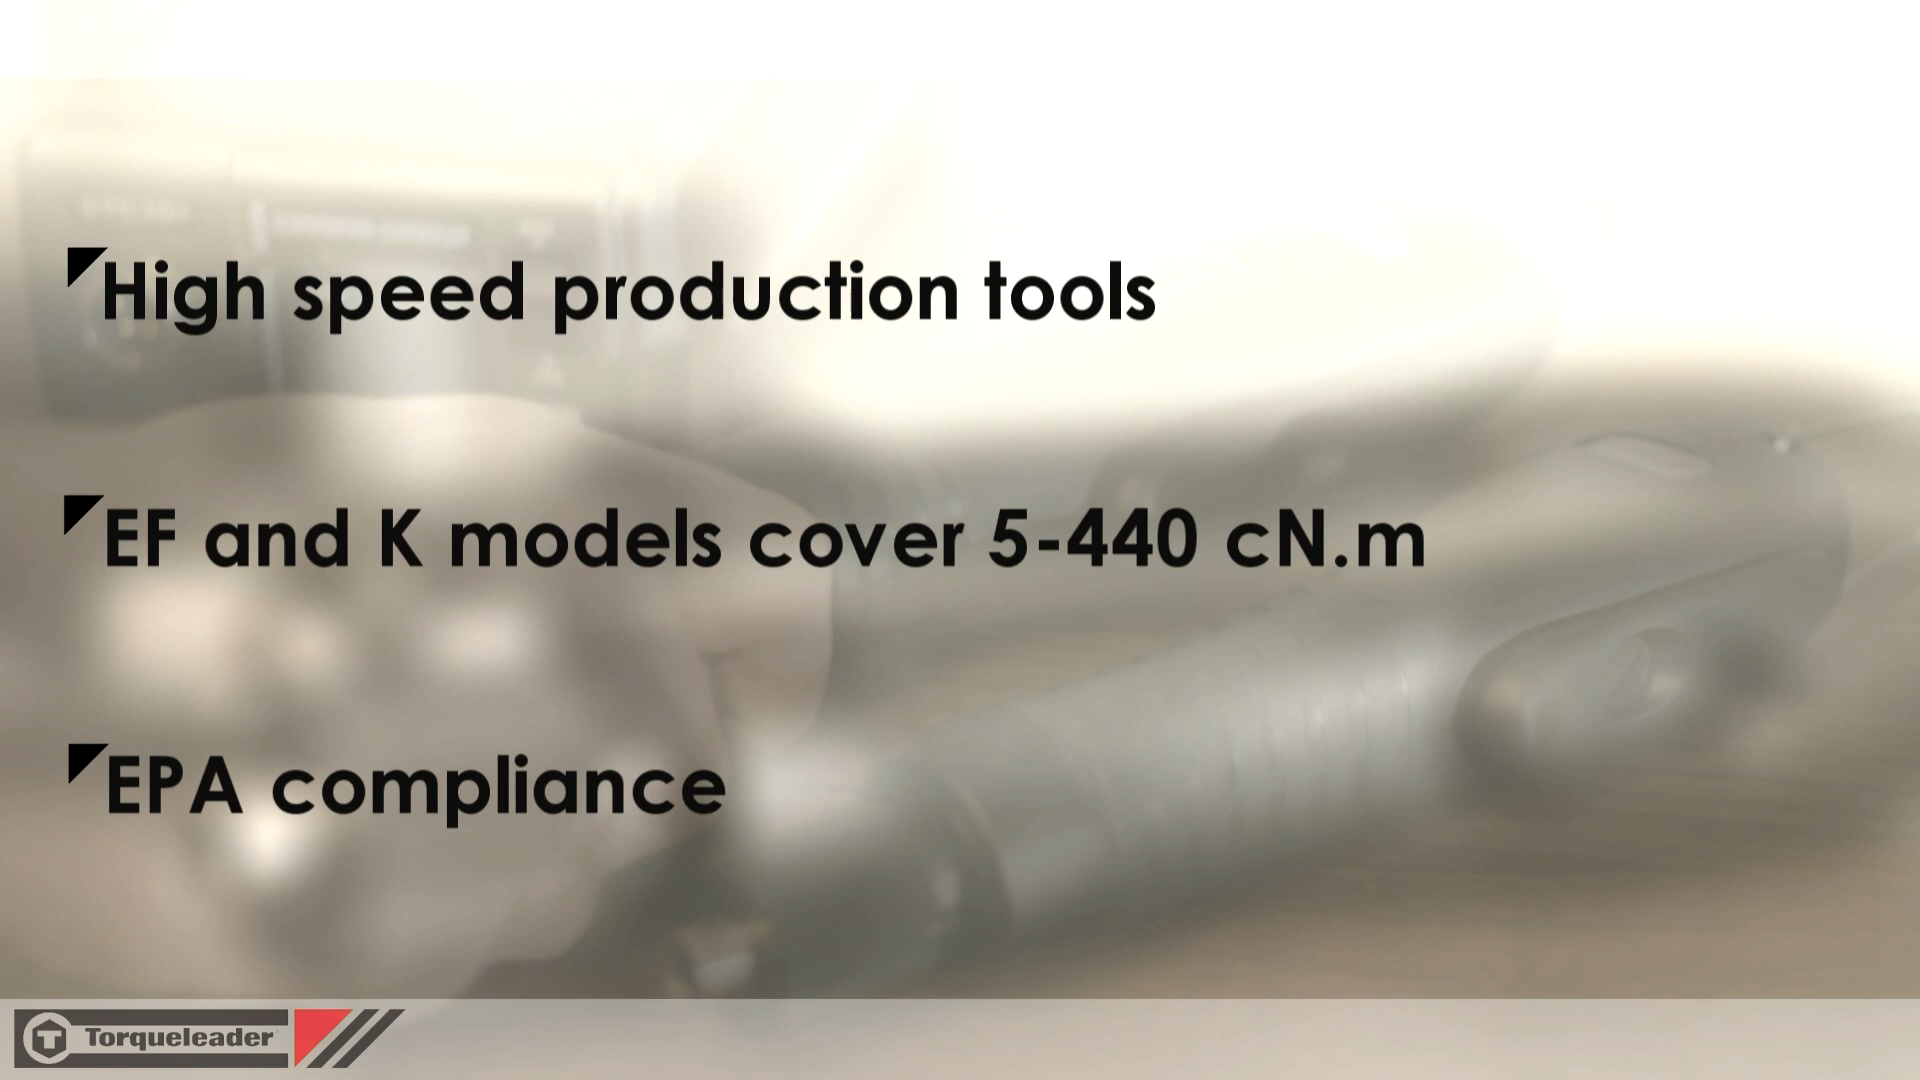 High speed production tools
EF and K models cover 5-440 cN.m
EPA compliance
Torqueleader